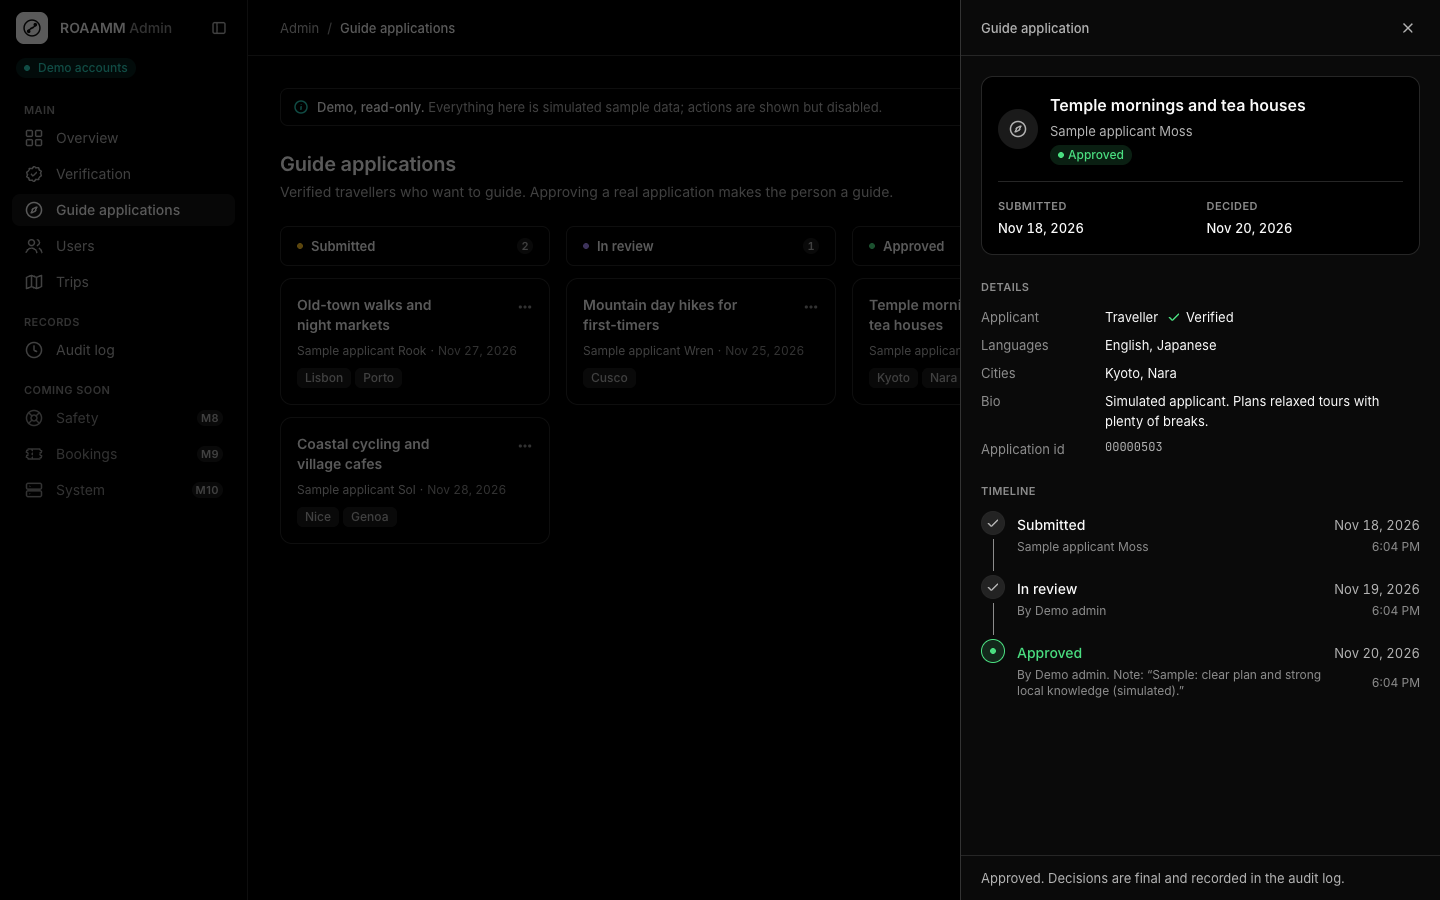 ROAAMM Admin
Demo accounts
MAIN
Overview
Verification
Guide applications
Users
Trips
RECORDS
Audit log
COMING SOON
Safety M8
Bookings M9
System M10
Admin / Guide applications
Demo, read-only. Everything here is simulated sample data; actions are shown but disabled.
Guide applications
Verified travellers who want to guide. Approving a real application makes the person a guide.
Submitted 2
Old-town walks and
night markets
Sample applicant Rook · Nov 27, 2026
Lisbon Porto
Coastal cycling and
village cafes
Sample applicant Sol · Nov 28, 2026
Nice Genoa
In review 1
Mountain day hikes for
first-timers
Sample applicant Wren · Nov 25, 2026
Cusco
Approved
Temple morni
tea houses
Sample applican
Kyoto Nara
Guide application
Temple mornings and tea houses
Sample applicant Moss
Approved
SUBMITTED DECIDED
Nov 18, 2026 Nov 20, 2026
DETAILS
Applicant Traveller Verified
Languages English, Japanese
Cities Kyoto, Nara
Bio Simulated applicant. Plans relaxed tours with
plenty of breaks.
Application id 00000503
TIMELINE
Submitted Nov 18, 2026
Sample applicant Moss 6:04 PM
In review Nov 19, 2026
By Demo admin 6:04 PM
Approved Nov 20, 2026
By Demo admin. Note: “Sample: clear plan and strong
local knowledge (simulated).” 6:04 PM
Approved. Decisions are final and recorded in the audit log.